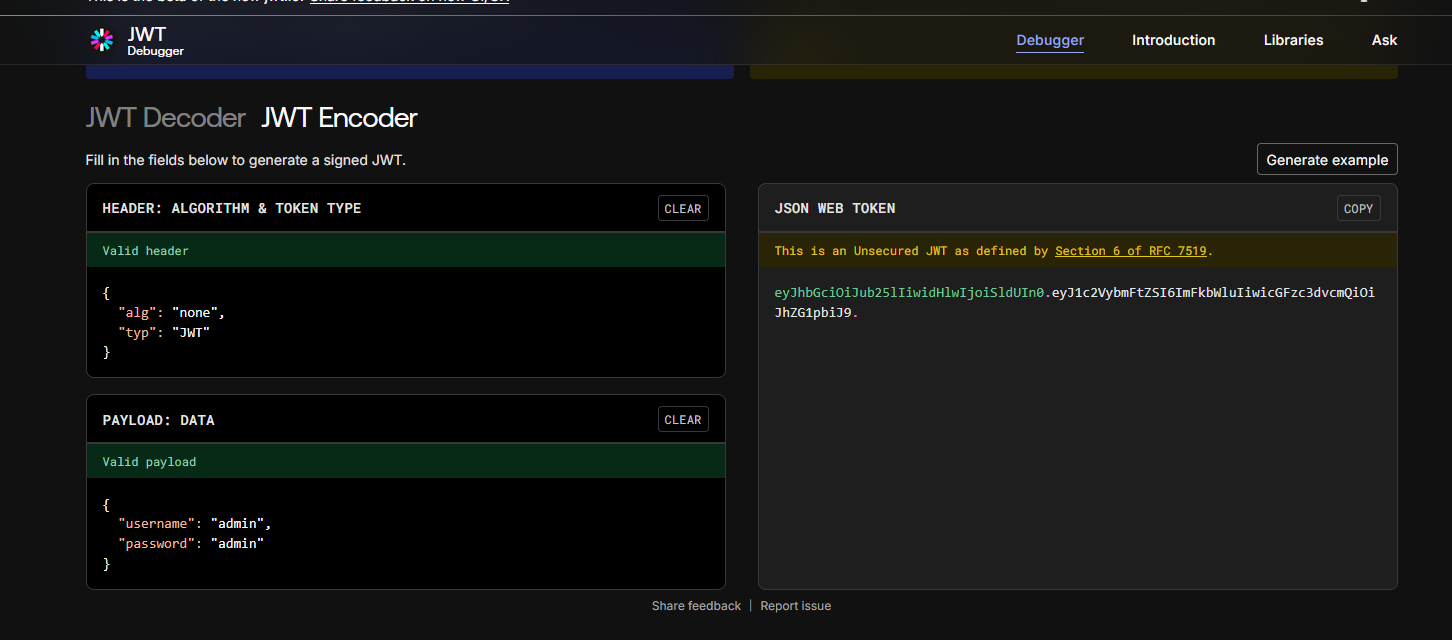 JWT
Debugger
Debugger
Introduction
Libraries
Ask
JWT Decoder JWT Encoder
Fill in the fields below to generate a signed JWT.
Generate example
HEADER: ALGORITHM & TOKEN TYPE
CLEAR
Valid header
{
"alg": "none",
"typ": "JWT"
}
PAYLOAD: DATA
CLEAR
Valid payload
{
"username": "admin",
"password": "admin"
}
JSON WEB TOKEN
COPY
This is an Unsecured JWT as defined by Section 6 of RFC 7519.
eyJhbGciOiJub25lIiwidHlwIjoiSldUIn0.eyJ1c2VybmFtZSI6ImFkbWluIiwicGFzc3dvcmQiOi
JhZG1pbiJ9.
Share feedback | Report issue